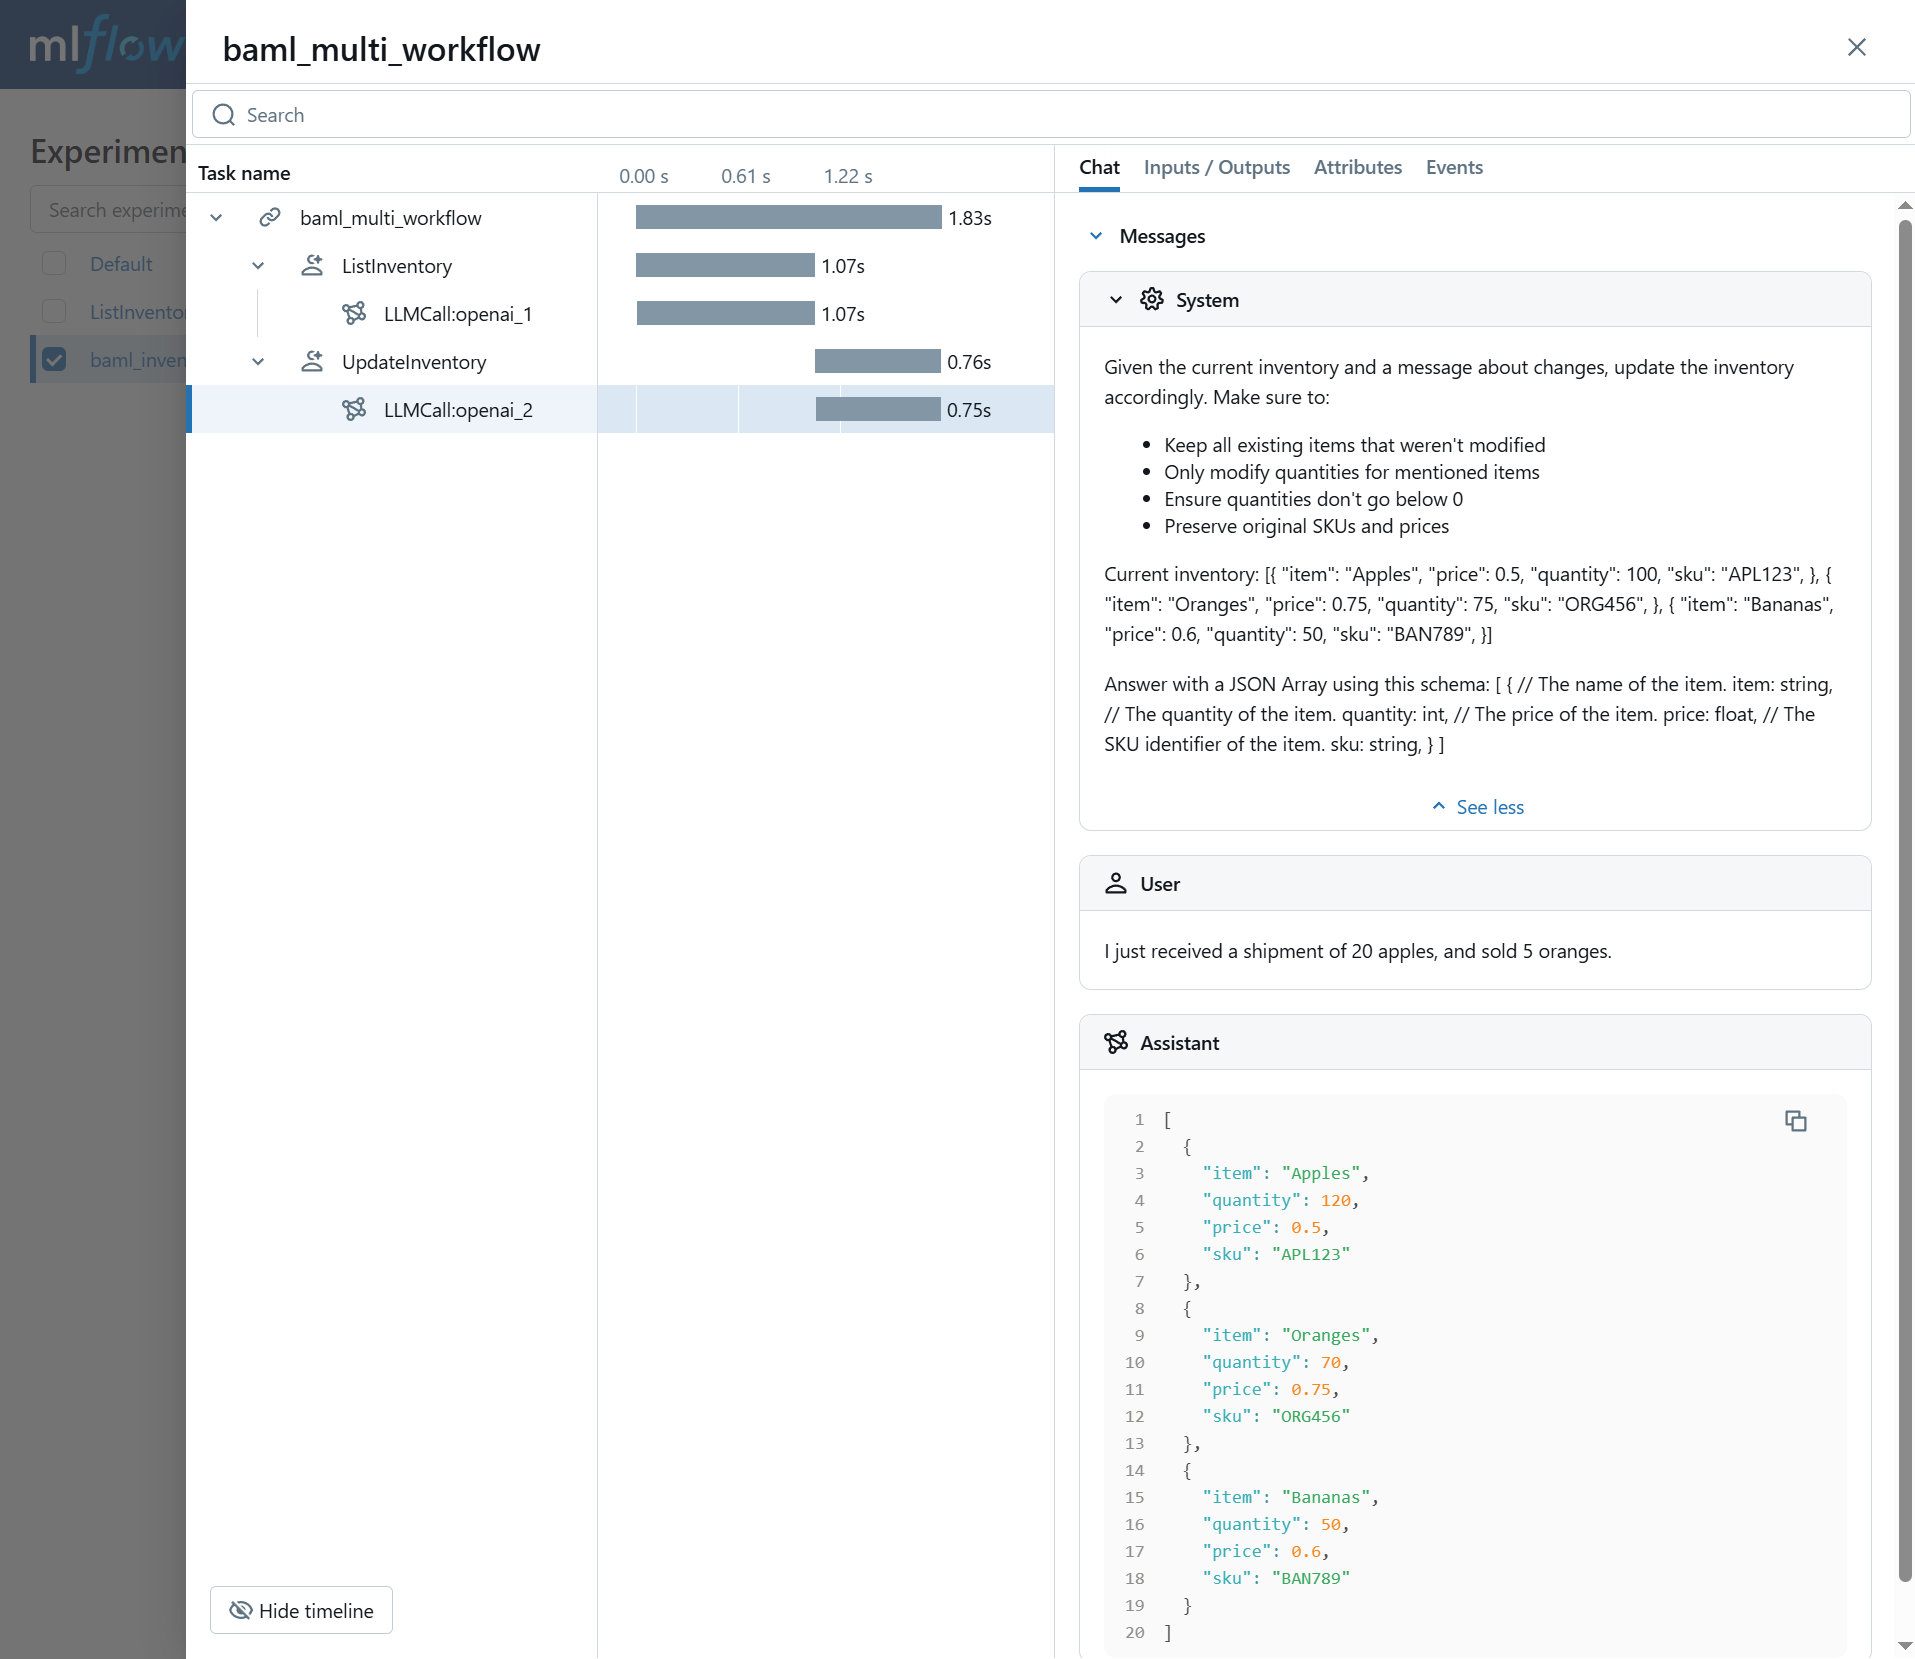 mlflow
baml_multi_workflow
Search
Experimen
Search experime
Default
ListInvento
baml_inven
Task name
0.00 s
0.61 s
1.22 s
baml_multi_workflow
1.83s
ListInventory
1.07s
LLMCall:openai_1
1.07s
UpdateInventory
0.76s
LLMCall:openai_2
0.75s
Hide timeline
Chat
Inputs / Outputs
Attributes
Events
Messages
System
Given the current inventory and a message about changes, update the inventory
accordingly. Make sure to:
• Keep all existing items that weren't modified
• Only modify quantities for mentioned items
• Ensure quantities don't go below 0
• Preserve original SKUs and prices
Current inventory: [{ "item": "Apples", "price": 0.5, "quantity": 100, "sku": "APL123", }, {
"item": "Oranges", "price": 0.75, "quantity": 75, "sku": "ORG456", }, { "item": "Bananas",
"price": 0.6, "quantity": 50, "sku": "BAN789", }]
Answer with a JSON Array using this schema: [ { // The name of the item. item: string,
// The quantity of the item. quantity: int, // The price of the item. price: float, // The
SKU identifier of the item. sku: string, } ]
See less
User
I just received a shipment of 20 apples, and sold 5 oranges.
Assistant
1 [
2 {
3 "item": "Apples",
4 "quantity": 120,
5 "price": 0.5,
6 "sku": "APL123"
7 },
8 {
9 "item": "Oranges",
10 "quantity": 70,
11 "price": 0.75,
12 "sku": "ORG456"
13 },
14 {
15 "item": "Bananas",
16 "quantity": 50,
17 "price": 0.6,
18 "sku": "BAN789"
19 }
20 ]